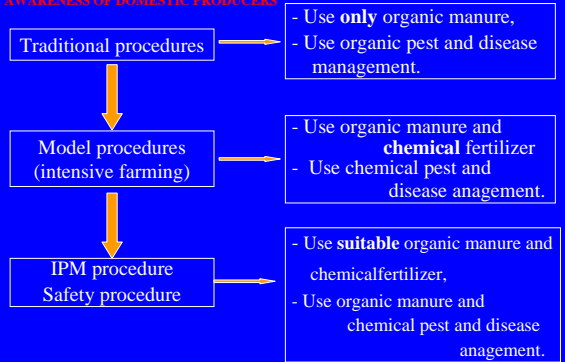 AWARENESS OF DOMESTIC PRODUCERS
Traditional procedures
- Use only organic manure,
- Use organic pest and disease
management.
Model procedures
(intensive farming)
- Use organic manure and
chemical fertilizer
- Use chemical pest and
disease anagement.
IPM procedure
Safety procedure
- Use suitable organic manure and
chemicalfertilizer,
- Use organic manure and
chemical pest and disease
anagement.